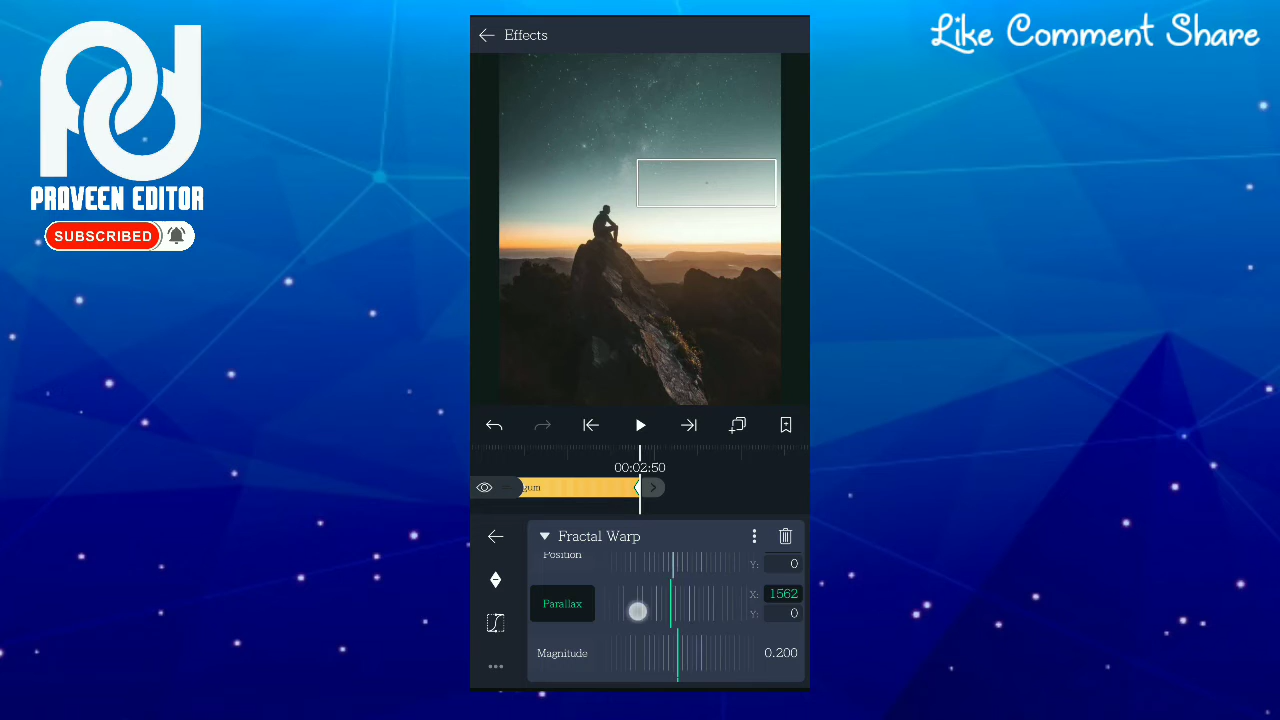 Like Comment Share
PRAVEEN EDITOR
SUBSCRIBED
Effects
00:02:50
gum
Fractal Warp
Position
Y: 0
Parallax
X: 1562
Y: 0
Magnitude
0.200